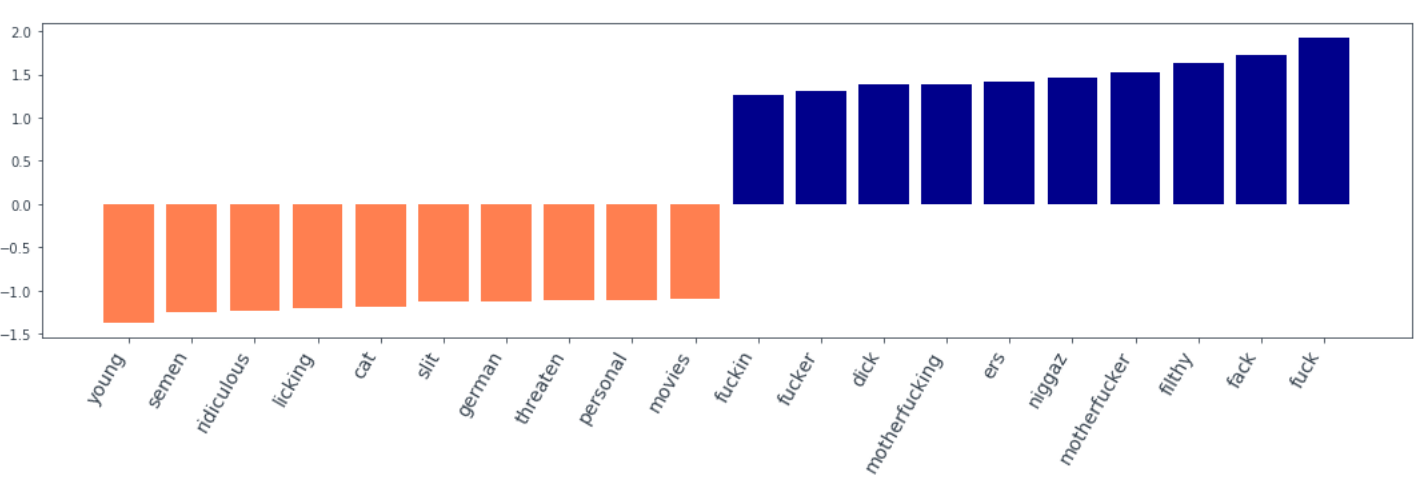 2.0
1.5
1.0
0.5
0.0
−0.5
−1.0
−1.5
young
semen
ridiculous
licking
cat
slit
german
threaten
personal
movies
fuckin
fucker
dick
motherfucking
ers
niggaz
motherfucker
filthy
fack
fuck